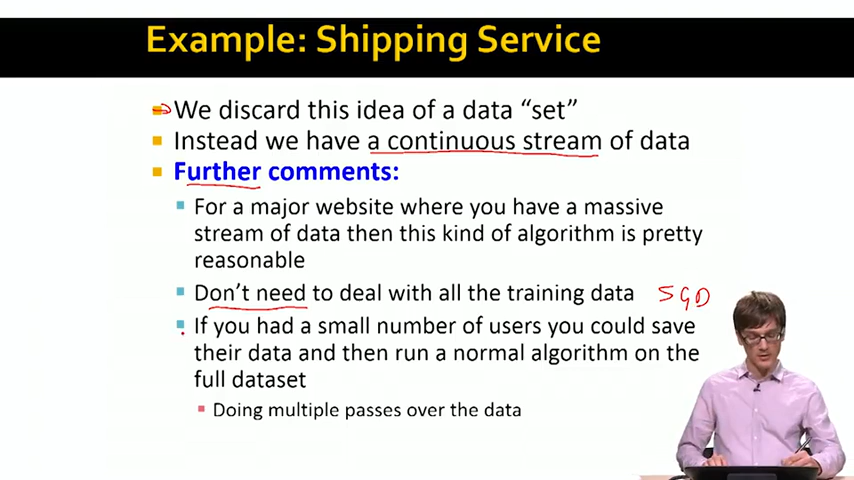 Example: Shipping Service
We discard this idea of a data “set”
Instead we have a continuous stream of data
Further comments:
For a major website where you have a massive
stream of data then this kind of algorithm is pretty
reasonable
Don’t need to deal with all the training data SGD
If you had a small number of users you could save
their data and then run a normal algorithm on the
full dataset
Doing multiple passes over the data